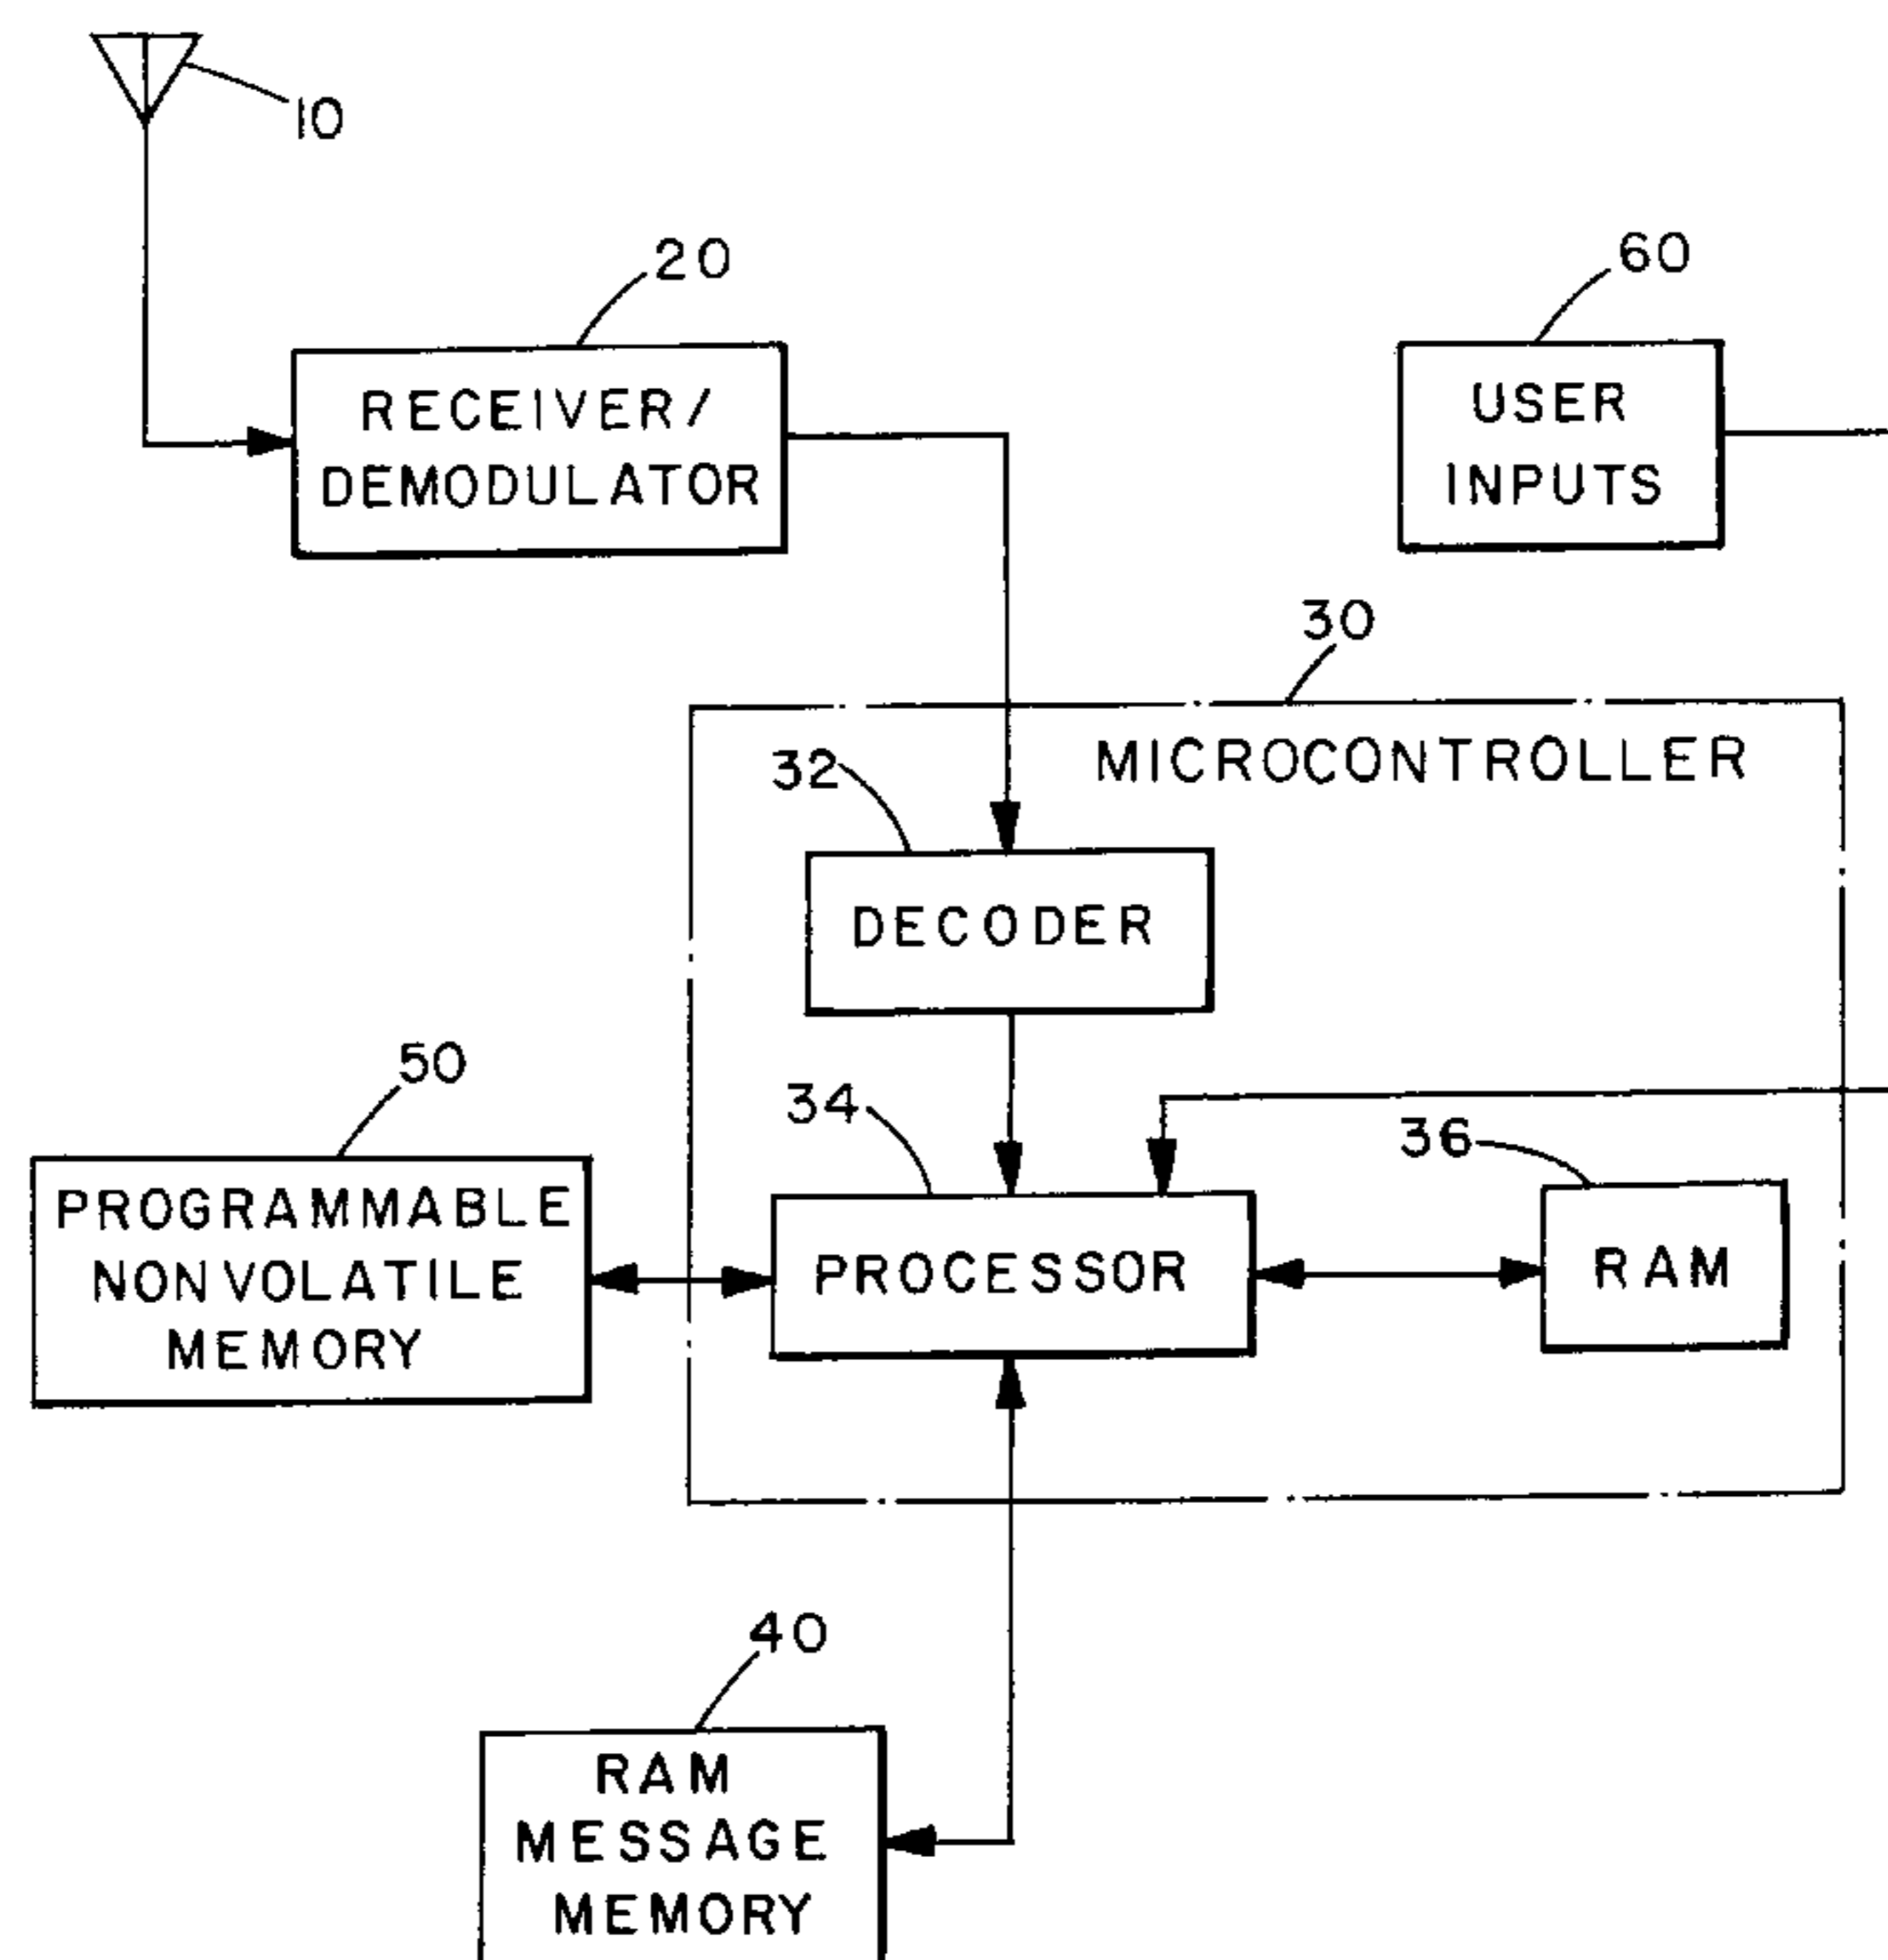 10
20
60
RECEIVER/
DEMODULATOR
USER
INPUTS
30
MICROCONTROLLER
32
DECODER
50
34
36
PROGRAMMABLE
NONVOLATILE
MEMORY
PROCESSOR
RAM
40
RAM
MESSAGE
MEMORY